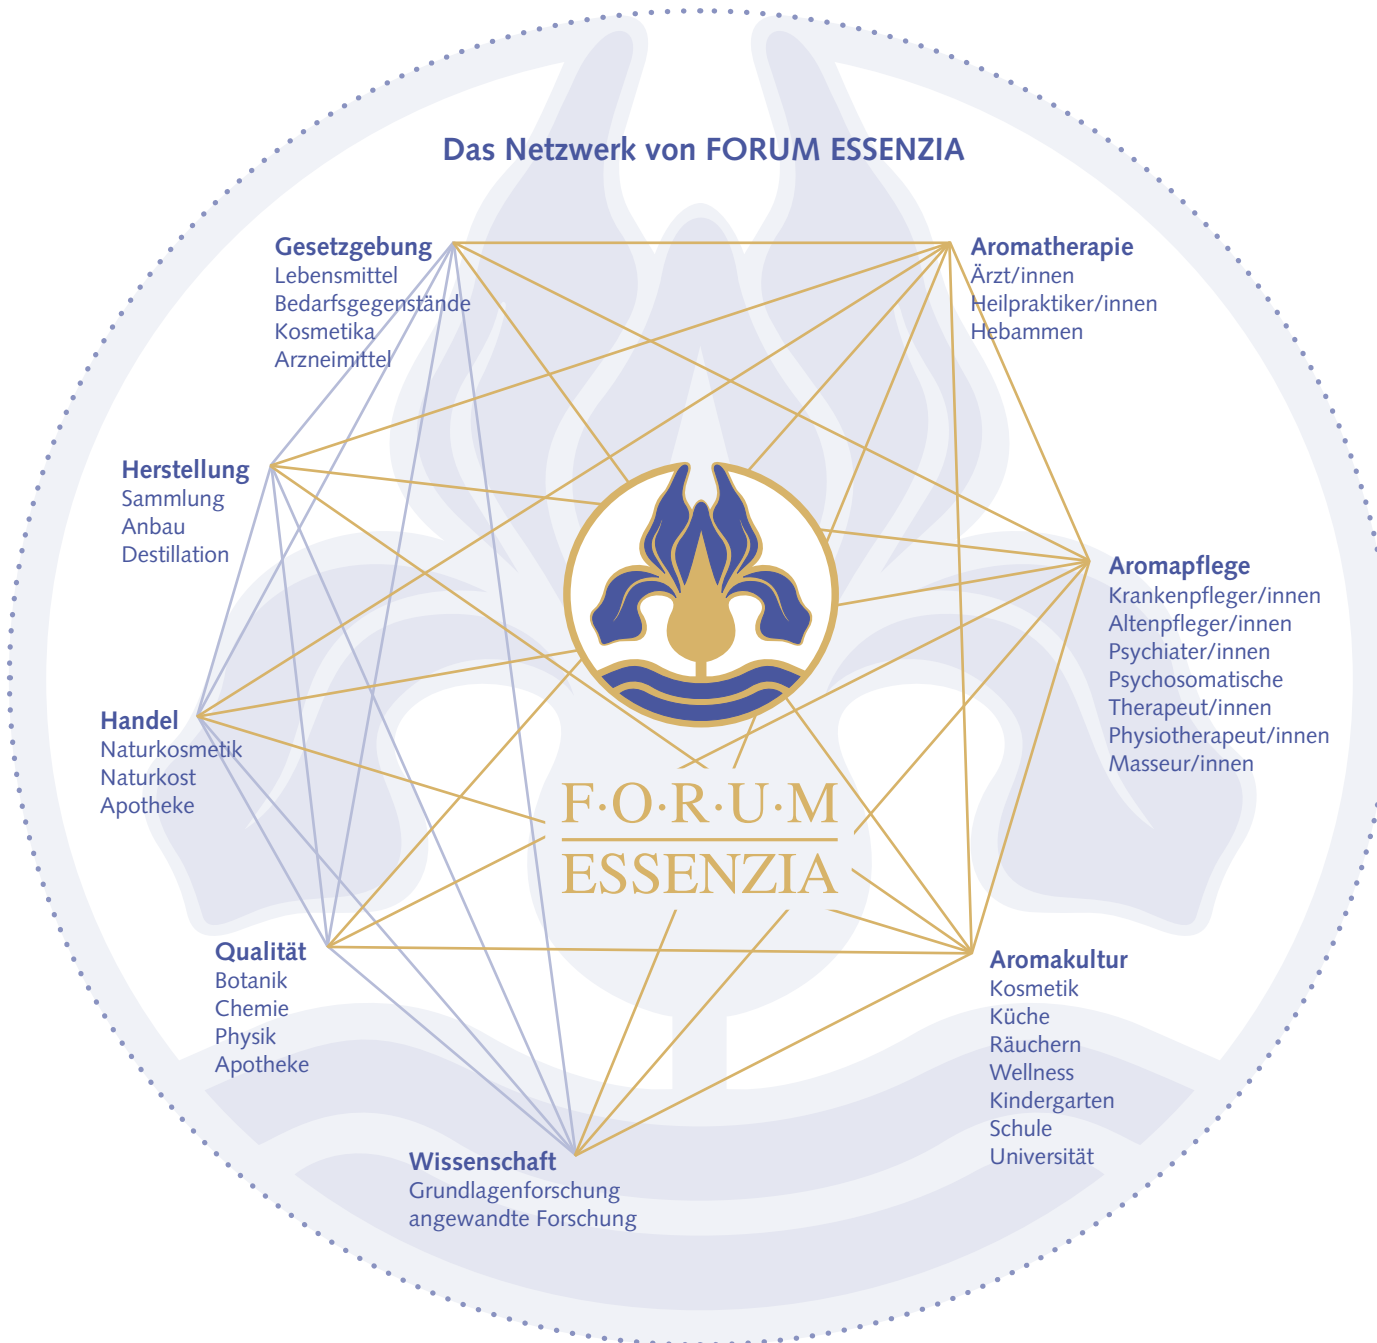 Das Netzwerk von FORUM ESSENZIA
Gesetzgebung
Lebensmittel
Bedarfsgegenstände
Kosmetika
Arzneimittel
Aromatherapie
Ärzt/innen
Heilpraktiker/innen
Hebammen
Herstellung
Sammlung
Anbau
Destillation
Aromapflege
Krankenpfleger/innen
Altenpfleger/innen
Psychiater/innen
Psychosomatische
Therapeut/innen
Physiotherapeut/innen
Masseur/innen
Handel
Naturkosmetik
Naturkost
Apotheke
F·O·R·U·M
ESSENZIA
Qualität
Botanik
Chemie
Physik
Apotheke
Aromakultur
Kosmetik
Küche
Räuchern
Wellness
Kindergarten
Schule
Universität
Wissenschaft
Grundlagenforschung
angewandte Forschung